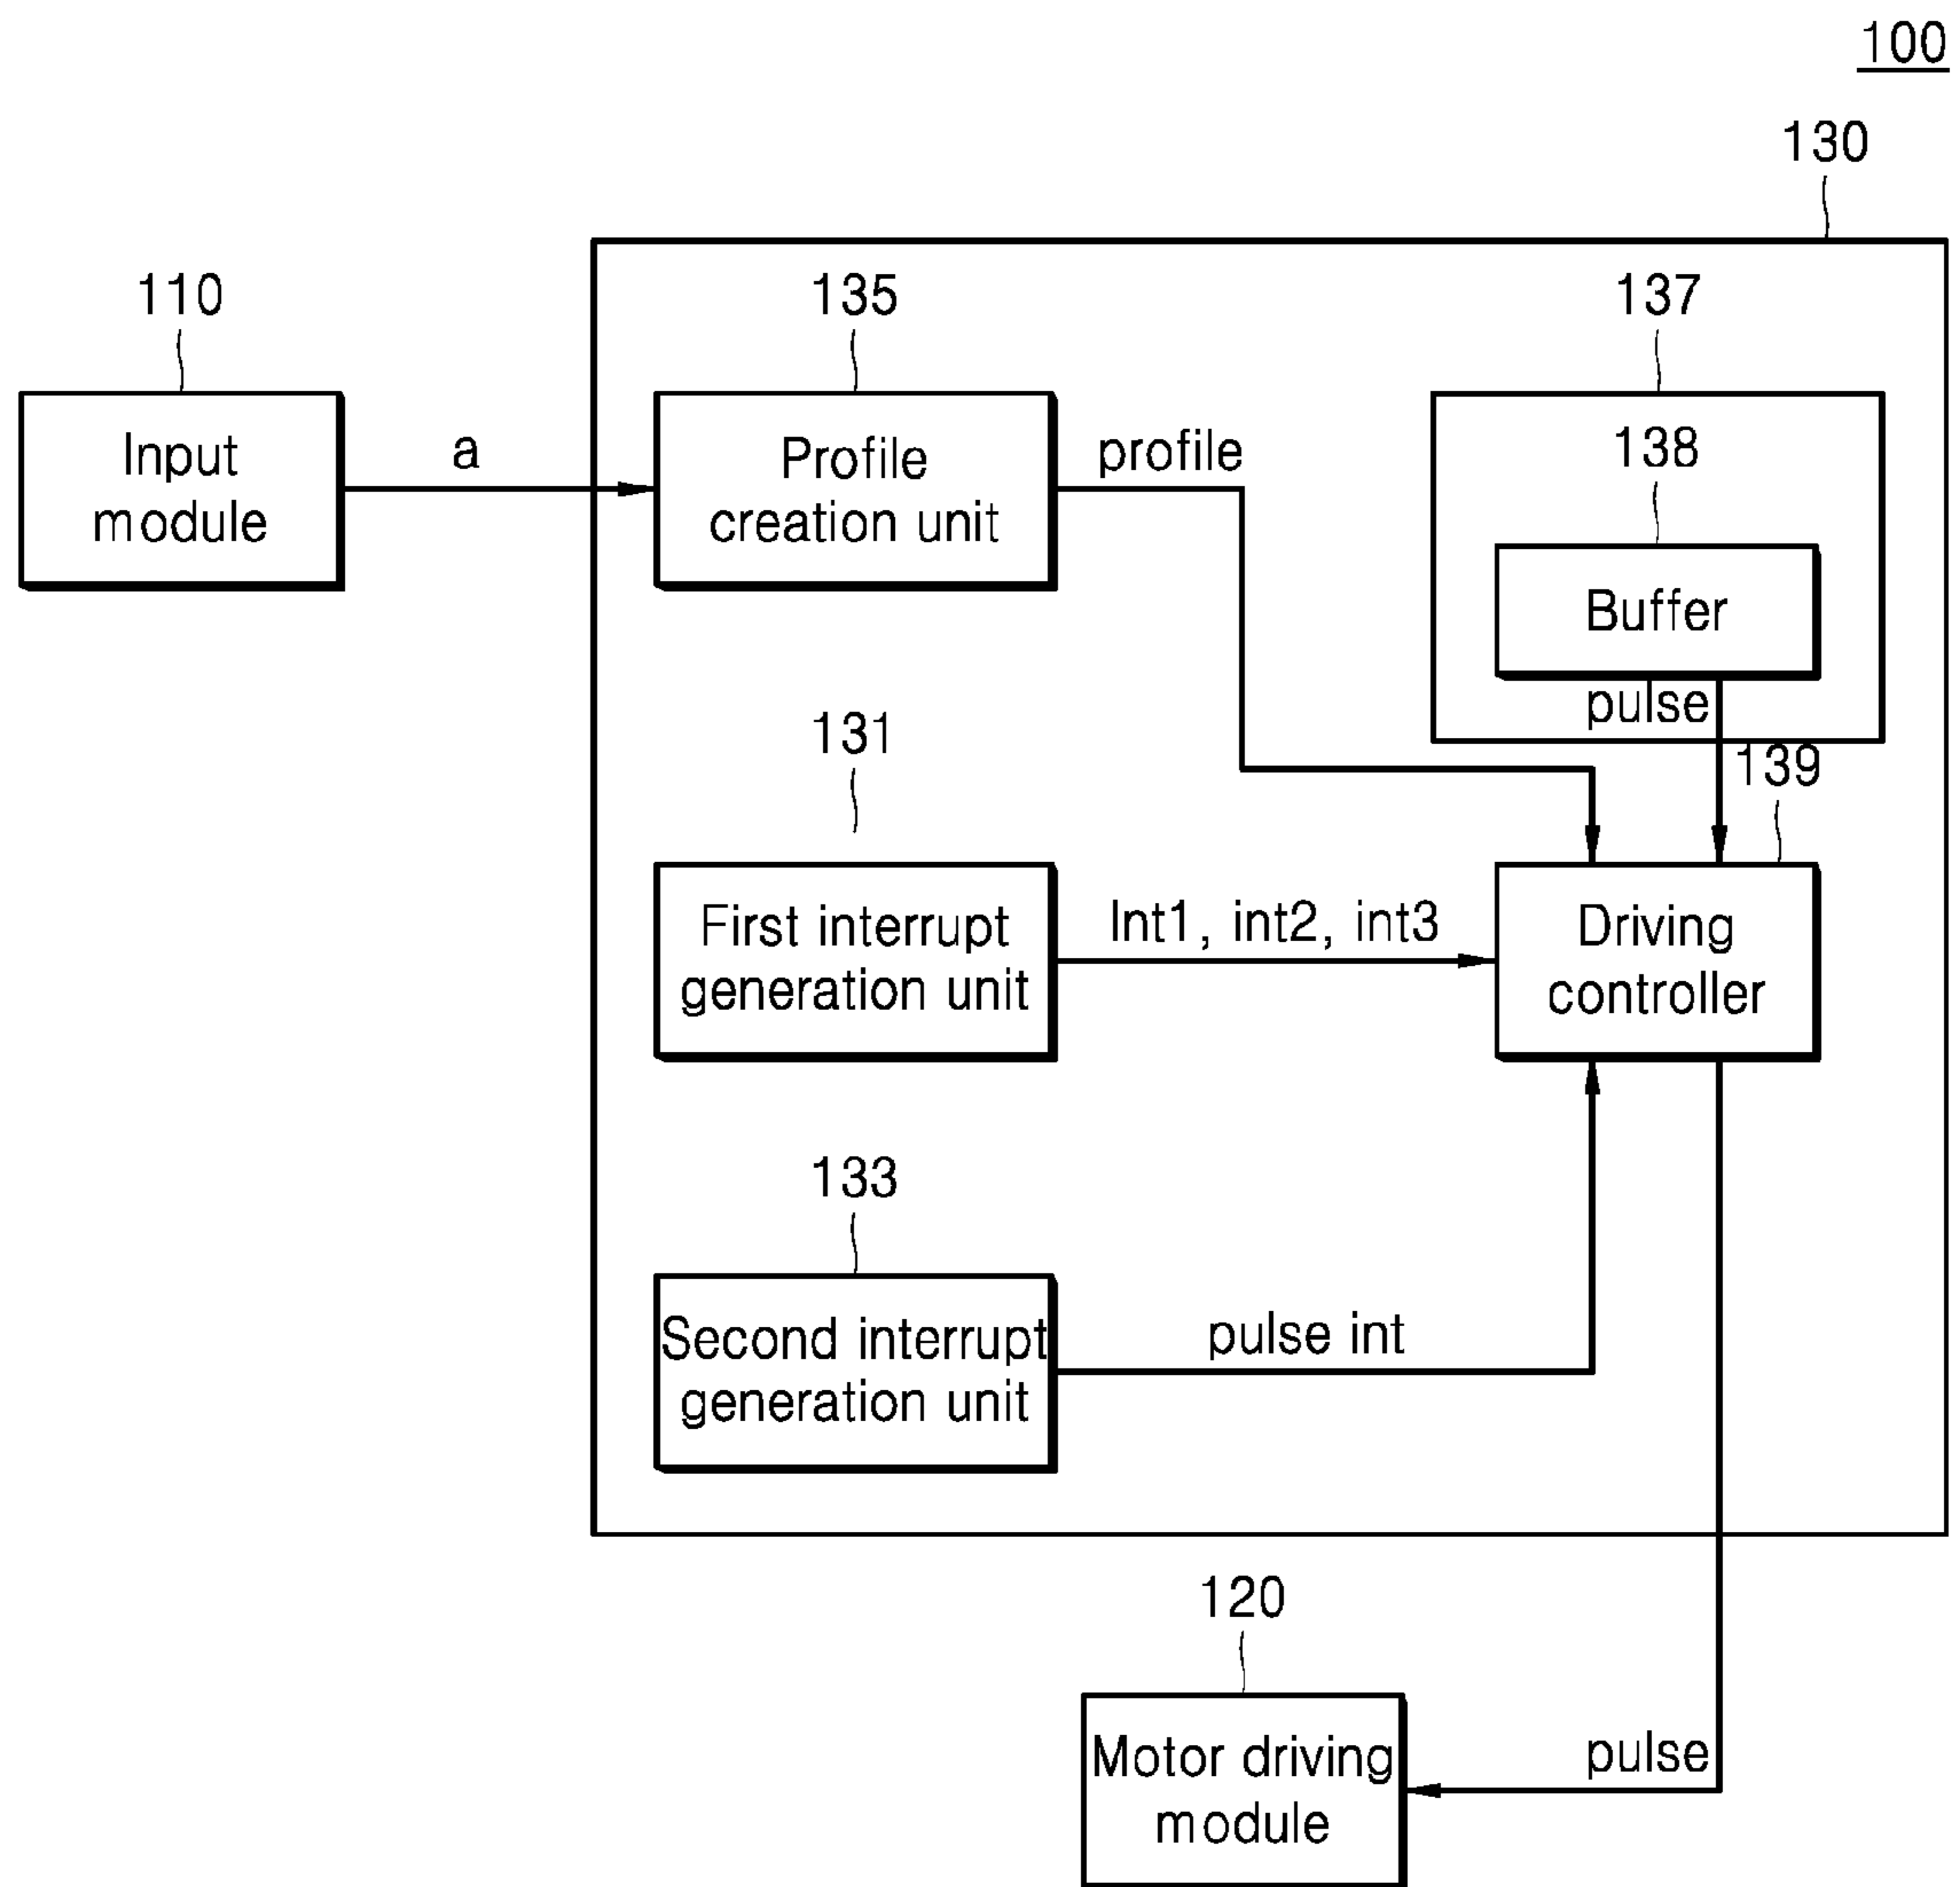 100
130
110
135
137
Input
module
a
Profile
creation unit
profile
138
Buffer
pulse
131
139
First interrupt
generation unit
Int1, int2, int3
Driving
controller
133
Second interrupt
generation unit
pulse int
120
Motor driving
module
pulse